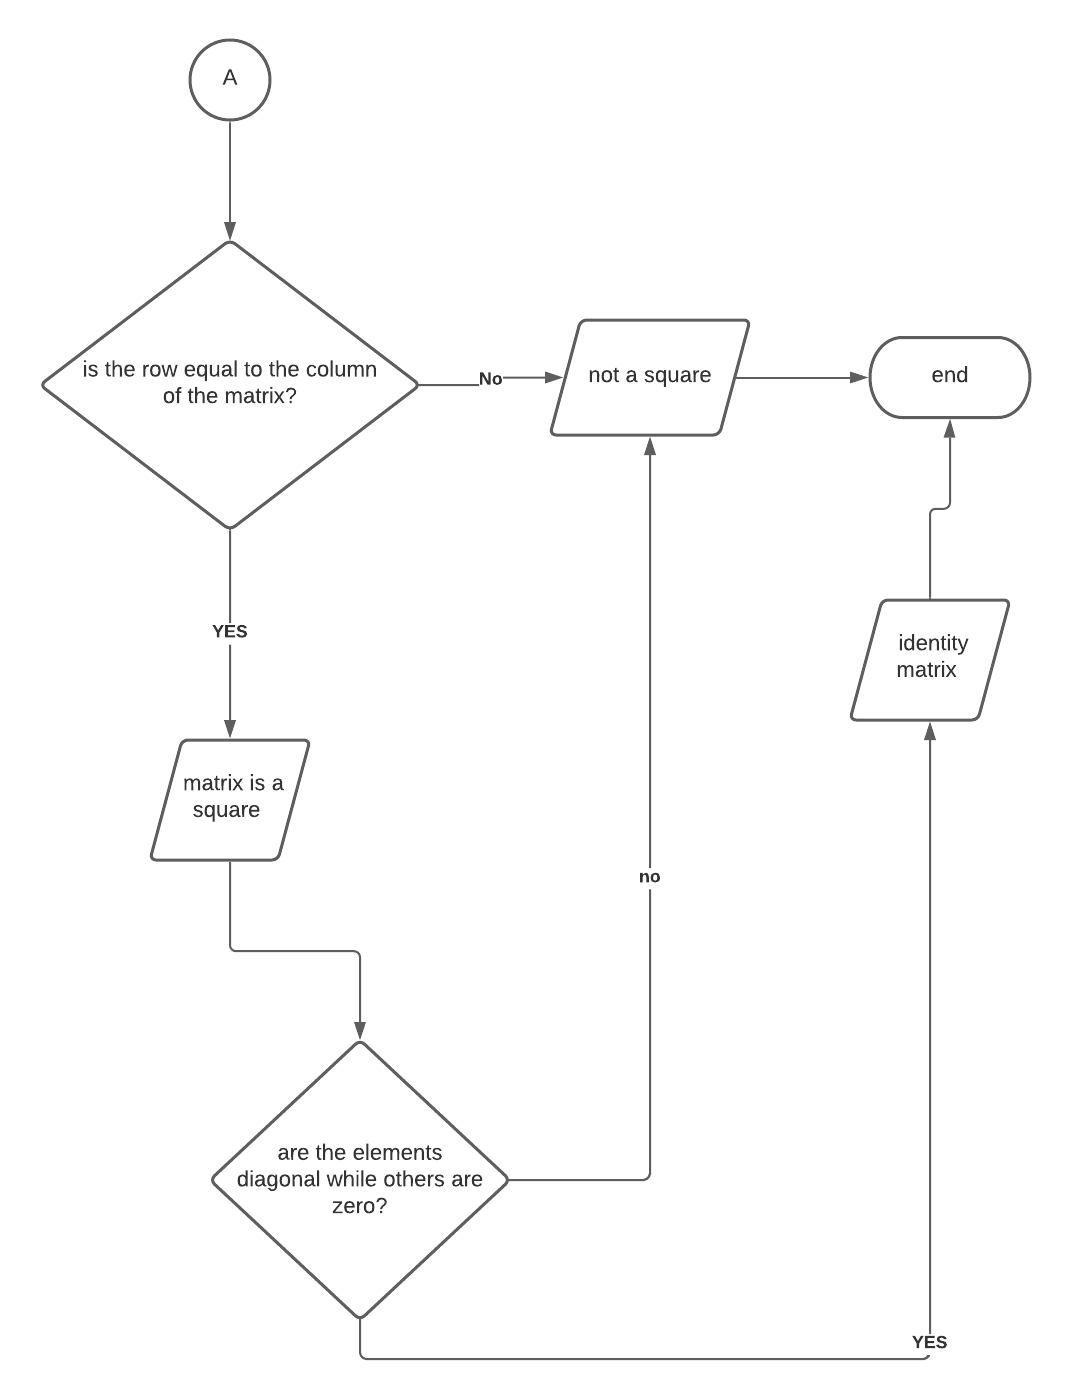 A
is the row equal to the column
of the matrix?
No
not a square
end
YES
identity
matrix
matrix is a
square
no
are the elements
diagonal while others are
zero?
YES